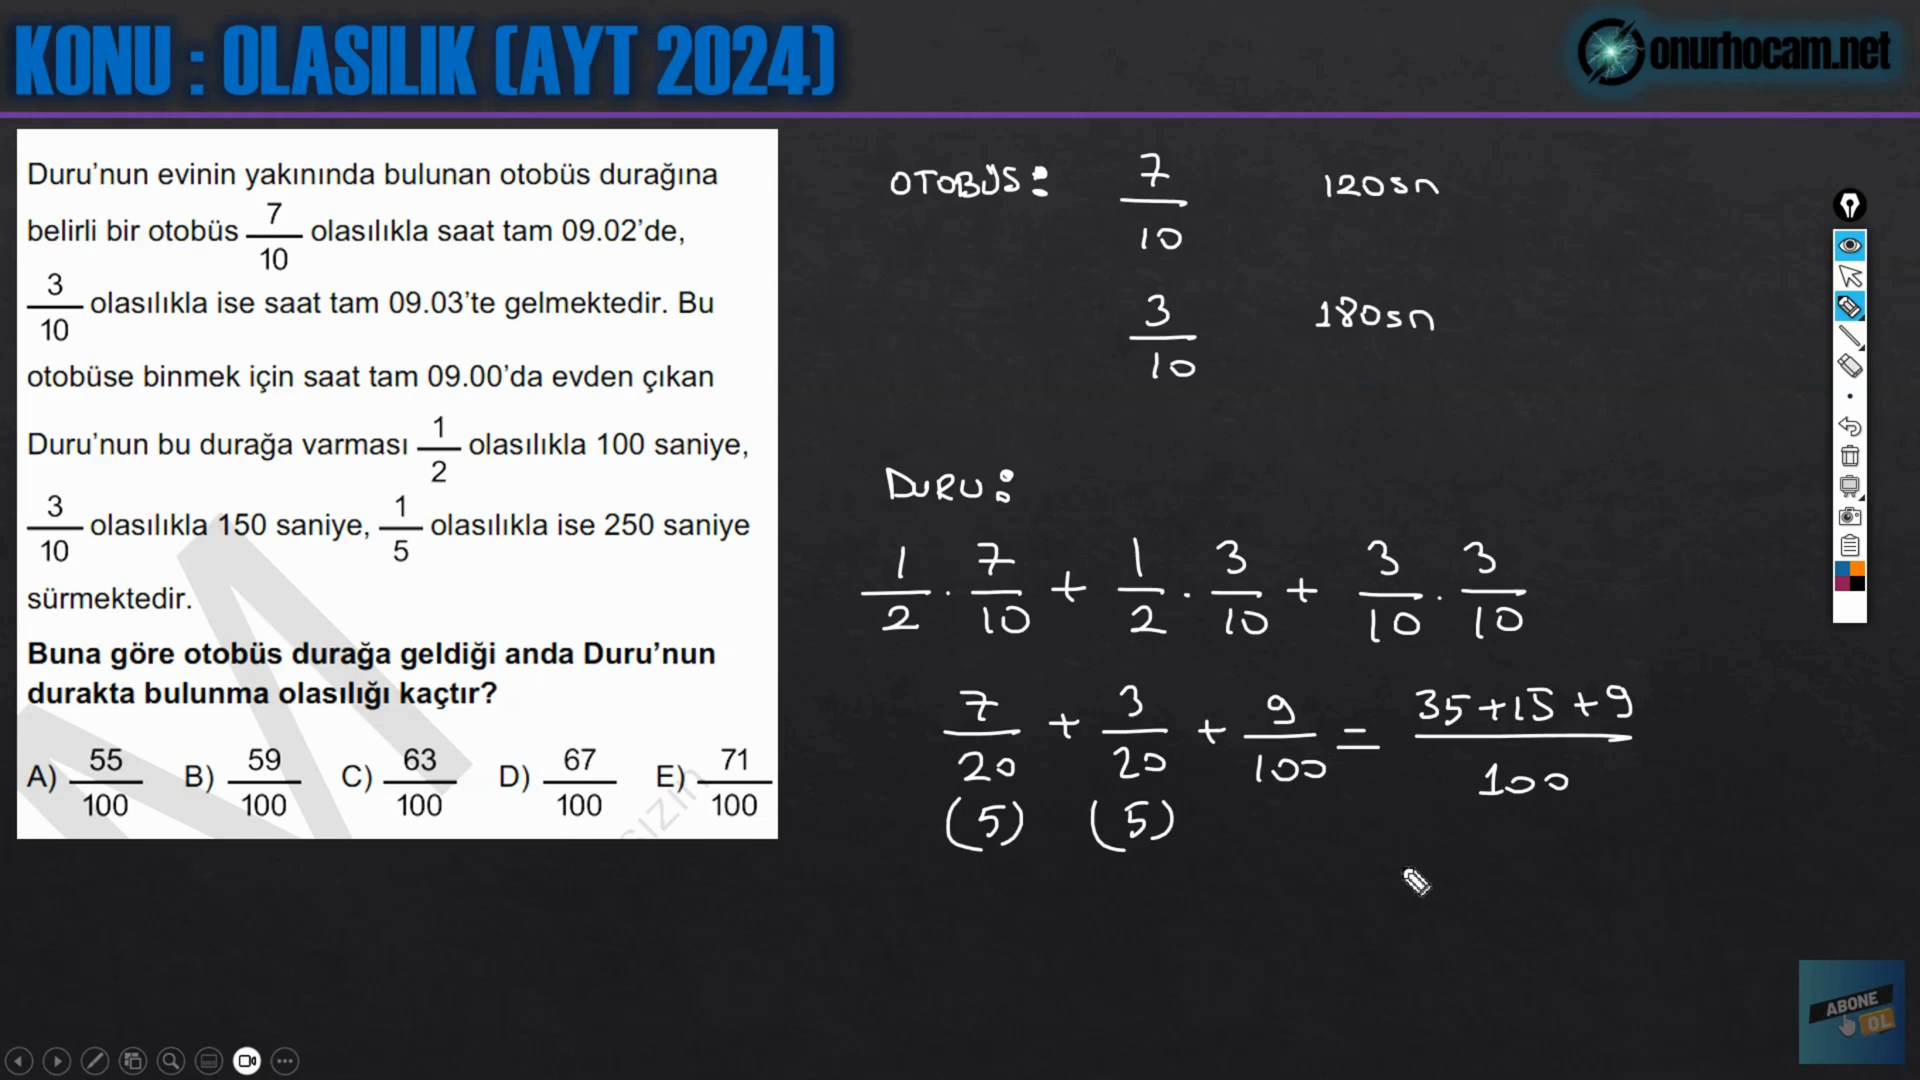 KONU : OLASILIK (AYT 2024)
onurhocam.net
Duru’nun evinin yakınında bulunan otobüs durağına
belirli bir otobüs 7/10 olasılıkla saat tam 09.02’de,
3/10 olasılıkla ise saat tam 09.03’te gelmektedir. Bu
otobüse binmek için saat tam 09.00’da evden çıkan
Duru’nun bu durağa varması 1/2 olasılıkla 100 saniye,
3/10 olasılıkla 150 saniye, 1/5 olasılıkla ise 250 saniye
sürmektedir.
Buna göre otobüs durağa geldiği anda Duru’nun
durakta bulunma olasılığı kaçtır?
A) 55/100 B) 59/100 C) 63/100 D) 67/100 E) 71/100
sızın
OTOBÜS: 7/10 120sn
3/10 180sn
DURU:
1/2 · 7/10 + 1/2 · 3/10 + 3/10 · 3/10
7/20 + 3/20 + 9/100 = 35+15+9/100
(5) (5)
ABONE
OL